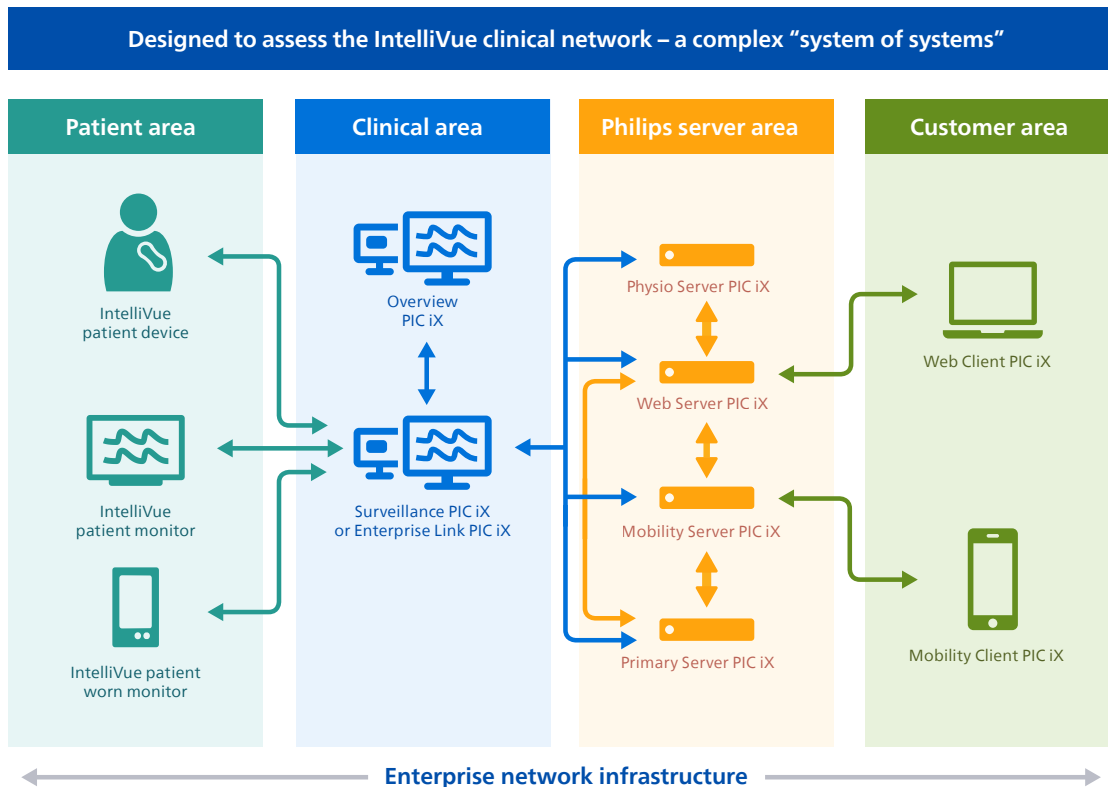 Designed to assess the IntelliVue clinical network – a complex “system of systems”
Patient area
IntelliVue
patient device
IntelliVue
patient monitor
IntelliVue patient
worn monitor
Clinical area
Overview
PIC iX
Surveillance PIC iX
or Enterprise Link PIC iX
Philips server area
Physio Server PIC iX
Web Server PIC iX
Mobility Server PIC iX
Primary Server PIC iX
Customer area
Web Client PIC iX
Mobility Client PIC iX
Enterprise network infrastructure